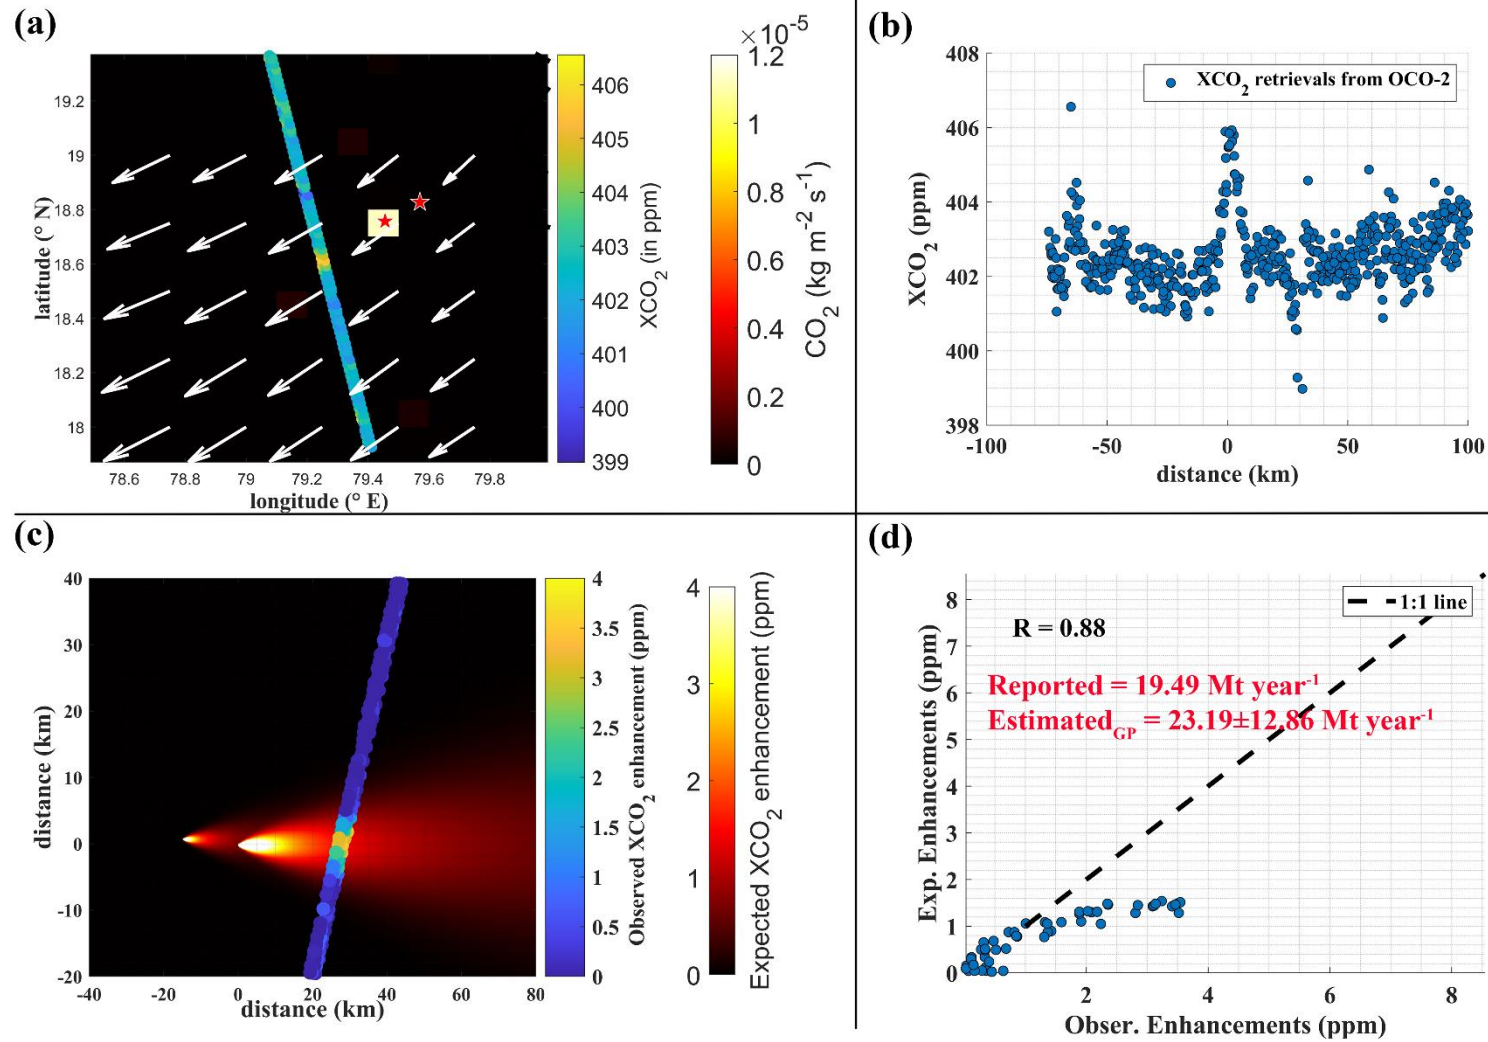 (a)
×10⁻⁵
19.2
19
18.8
18.6
18.4
18.2
18
latitude (° N)
78.6 78.8 79 79.2 79.4 79.6 79.8
longitude (° E)
406
405
404
403
402
401
400
399
XCO₂ (in ppm)
1.2
1
0.8
0.6
0.4
0.2
0
CO₂ (kg m⁻² s⁻¹)
(b)
408
406
404
402
400
398
XCO₂ (ppm)
XCO₂ retrievals from OCO-2
-100 -50 0 50 100
distance (km)
(c)
40
30
20
10
0
-10
-20
distance (km)
-40 -20 0 20 40 60 80
distance (km)
4
3.5
3
2.5
2
1.5
1
0.5
0
Observed XCO₂ enhancement (ppm)
4
3
2
1
0
Expected XCO₂ enhancement (ppm)
(d)
8
7
6
5
4
3
2
1
0
Exp. Enhancements (ppm)
1:1 line
R = 0.88
Reported = 19.49 Mt year⁻¹
Estimated_GP = 23.19±12.86 Mt year⁻¹
2 4 6 8
Obser. Enhancements (ppm)